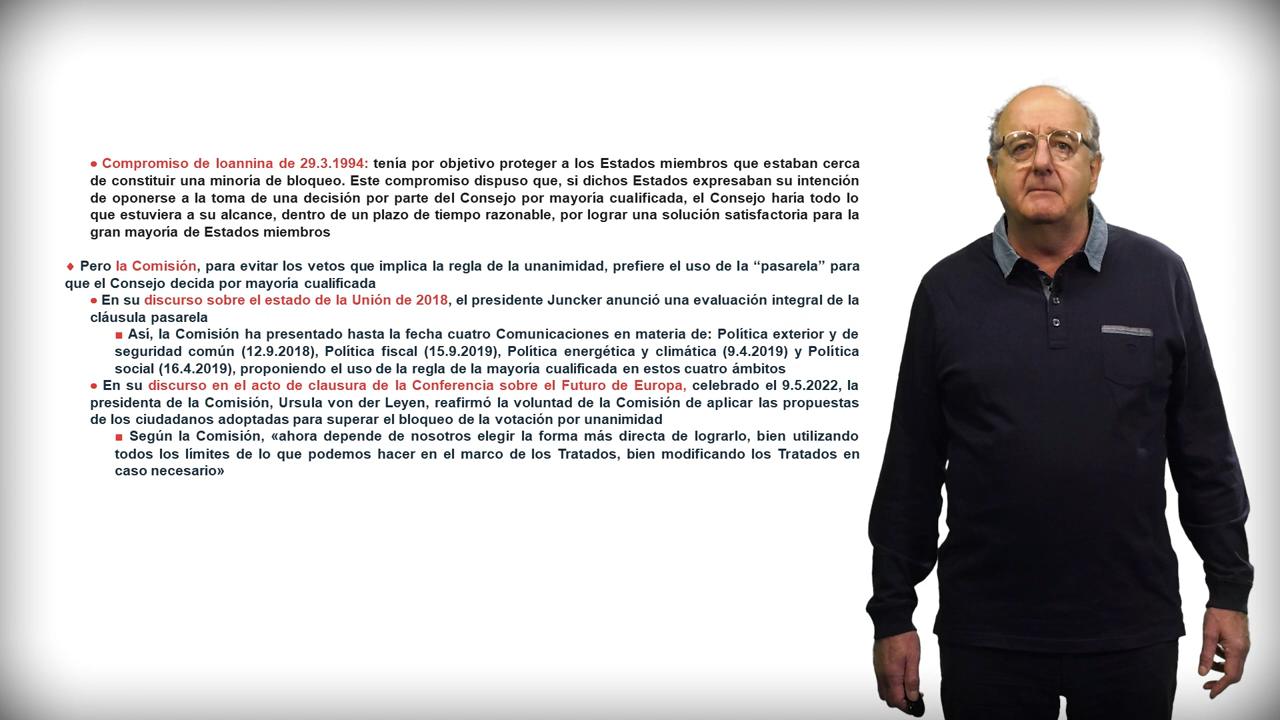 ● Compromiso de Ioannina de 29.3.1994: tenía por objetivo proteger a los Estados miembros que estaban cerca
de constituir una minoría de bloqueo. Este compromiso dispuso que, si dichos Estados expresaban su intención
de oponerse a la toma de una decisión por parte del Consejo por mayoría cualificada, el Consejo haría todo lo
que estuviera a su alcance, dentro de un plazo de tiempo razonable, por lograr una solución satisfactoria para la
gran mayoría de Estados miembros
♦ Pero la Comisión, para evitar los vetos que implica la regla de la unanimidad, prefiere el uso de la “pasarela” para
que el Consejo decida por mayoría cualificada
● En su discurso sobre el estado de la Unión de 2018, el presidente Juncker anunció una evaluación integral de la
cláusula pasarela
■ Así, la Comisión ha presentado hasta la fecha cuatro Comunicaciones en materia de: Política exterior y de
seguridad común (12.9.2018), Política fiscal (15.9.2019), Política energética y climática (9.4.2019) y Política
social (16.4.2019), proponiendo el uso de la regla de la mayoría cualificada en estos cuatro ámbitos
● En su discurso en el acto de clausura de la Conferencia sobre el Futuro de Europa, celebrado el 9.5.2022, la
presidenta de la Comisión, Ursula von der Leyen, reafirmó la voluntad de la Comisión de aplicar las propuestas
de los ciudadanos adoptadas para superar el bloqueo de la votación por unanimidad
■ Según la Comisión, «ahora depende de nosotros elegir la forma más directa de lograrlo, bien utilizando
todos los límites de lo que podemos hacer en el marco de los Tratados, bien modificando los Tratados en
caso necesario»